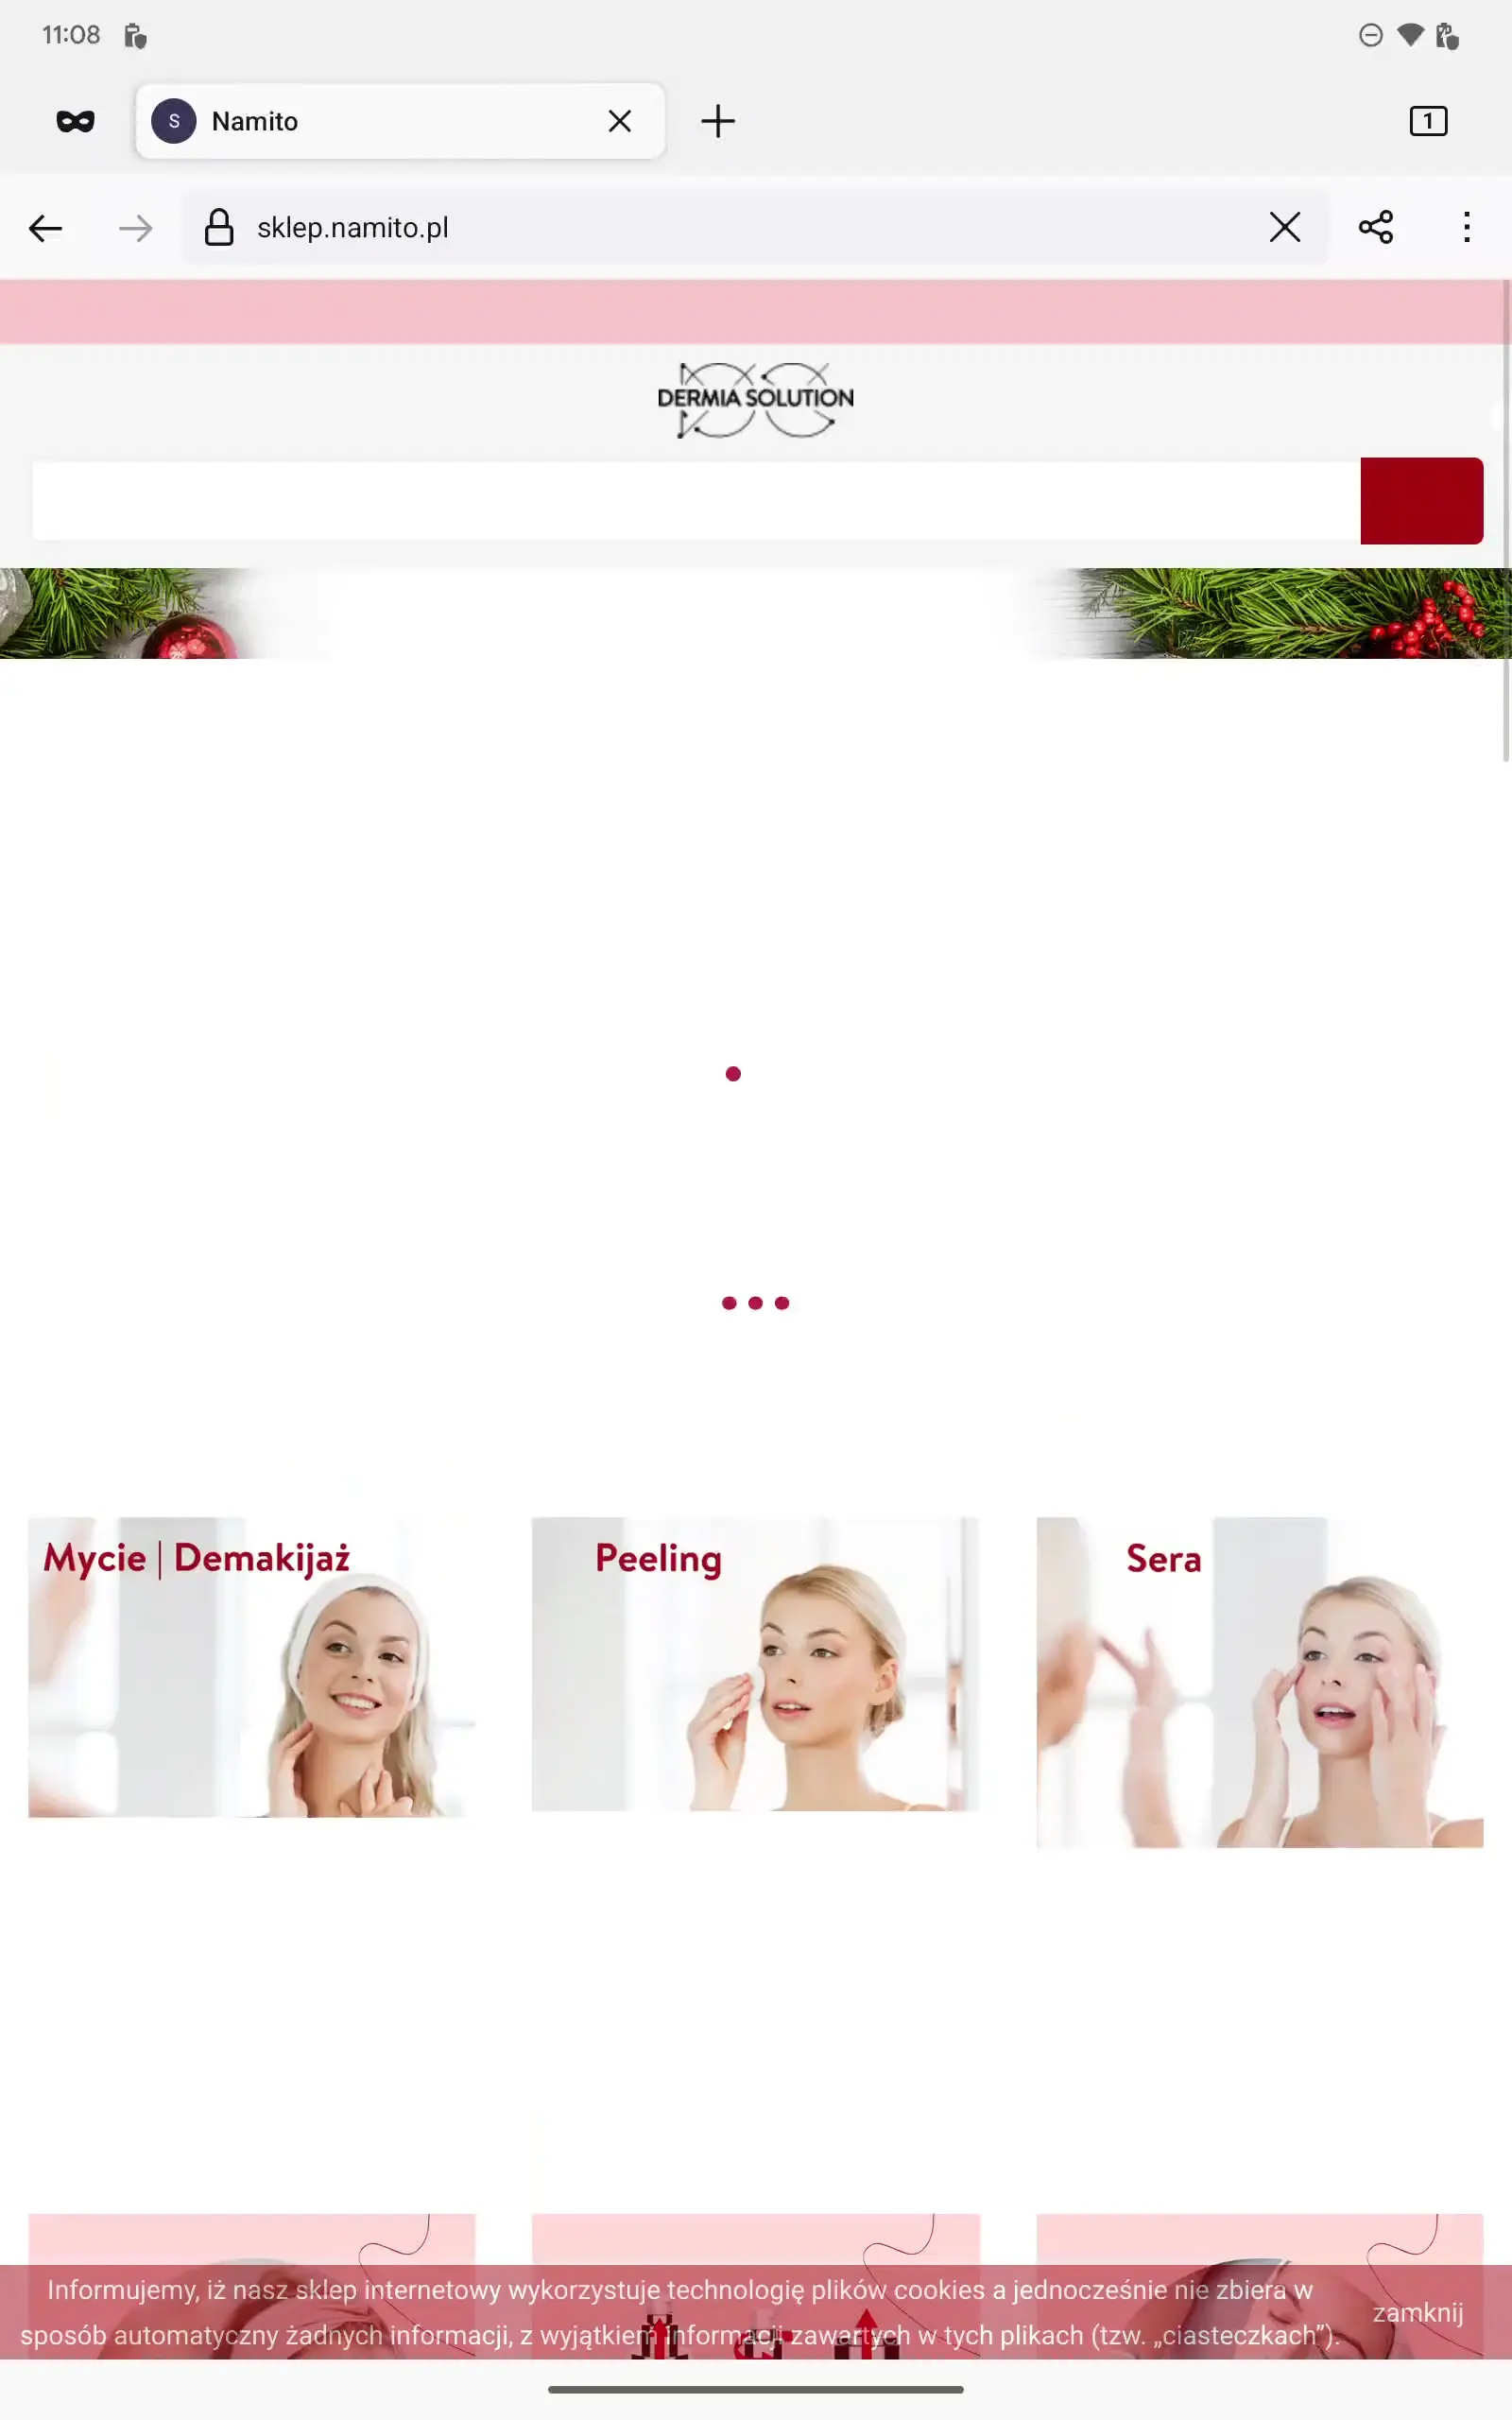 11:08
S Namito
1
sklep.namito.pl
DERMIA SOLUTION
Mycie | Demakijaż
Peeling
Sera
Informujemy, iż nasz sklep internetowy wykorzystuje technologię plików cookies a jednocześnie nie zbiera w
sposób automatyczny żadnych informacji, z wyjątkiem informacji zawartych w tych plikach (tzw. „ciasteczkach”).
zamknij